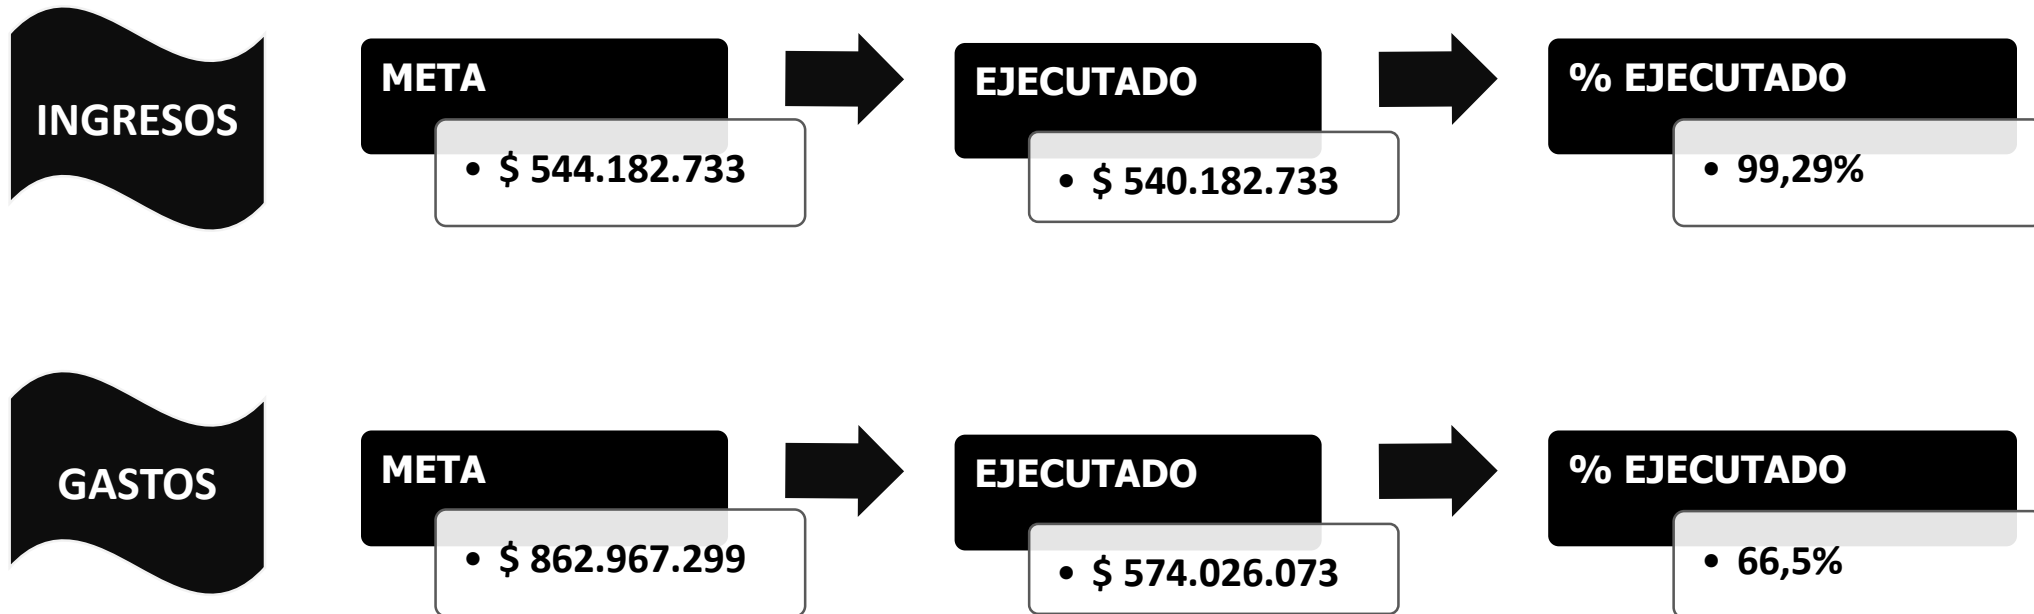 INGRESOS
META
• $ 544.182.733
EJECUTADO
• $ 540.182.733
% EJECUTADO
• 99,29%
GASTOS
META
• $ 862.967.299
EJECUTADO
• $ 574.026.073
% EJECUTADO
• 66,5%